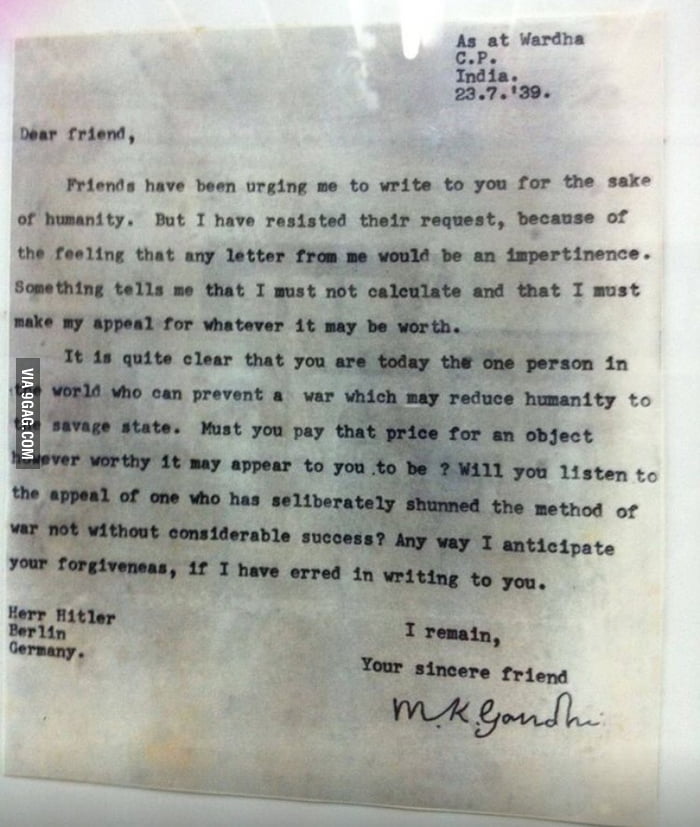 As at Wardha
C.P.
India.
23.7.'39.
Dear friend,
Friends have been urging me to write to you for the sake
of humanity. But I have resisted their request, because of
the feeling that any letter from me would be an impertinence.
Something tells me that I must not calculate and that I must
make my appeal for whatever it may be worth.
It is quite clear that you are today the one person in
the world who can prevent a war which may reduce humanity to
savage state. Must you pay that price for an object
however worthy it may appear to you to be ? Will you listen to
the appeal of one who has seliberately shunned the method of
war not without considerable success? Any way I anticipate
your forgiveness, if I have erred in writing to you.
Herr Hitler
Berlin
Germany.
I remain,
Your sincere friend
M.K.Gandhi
VIA 9GAG.COM